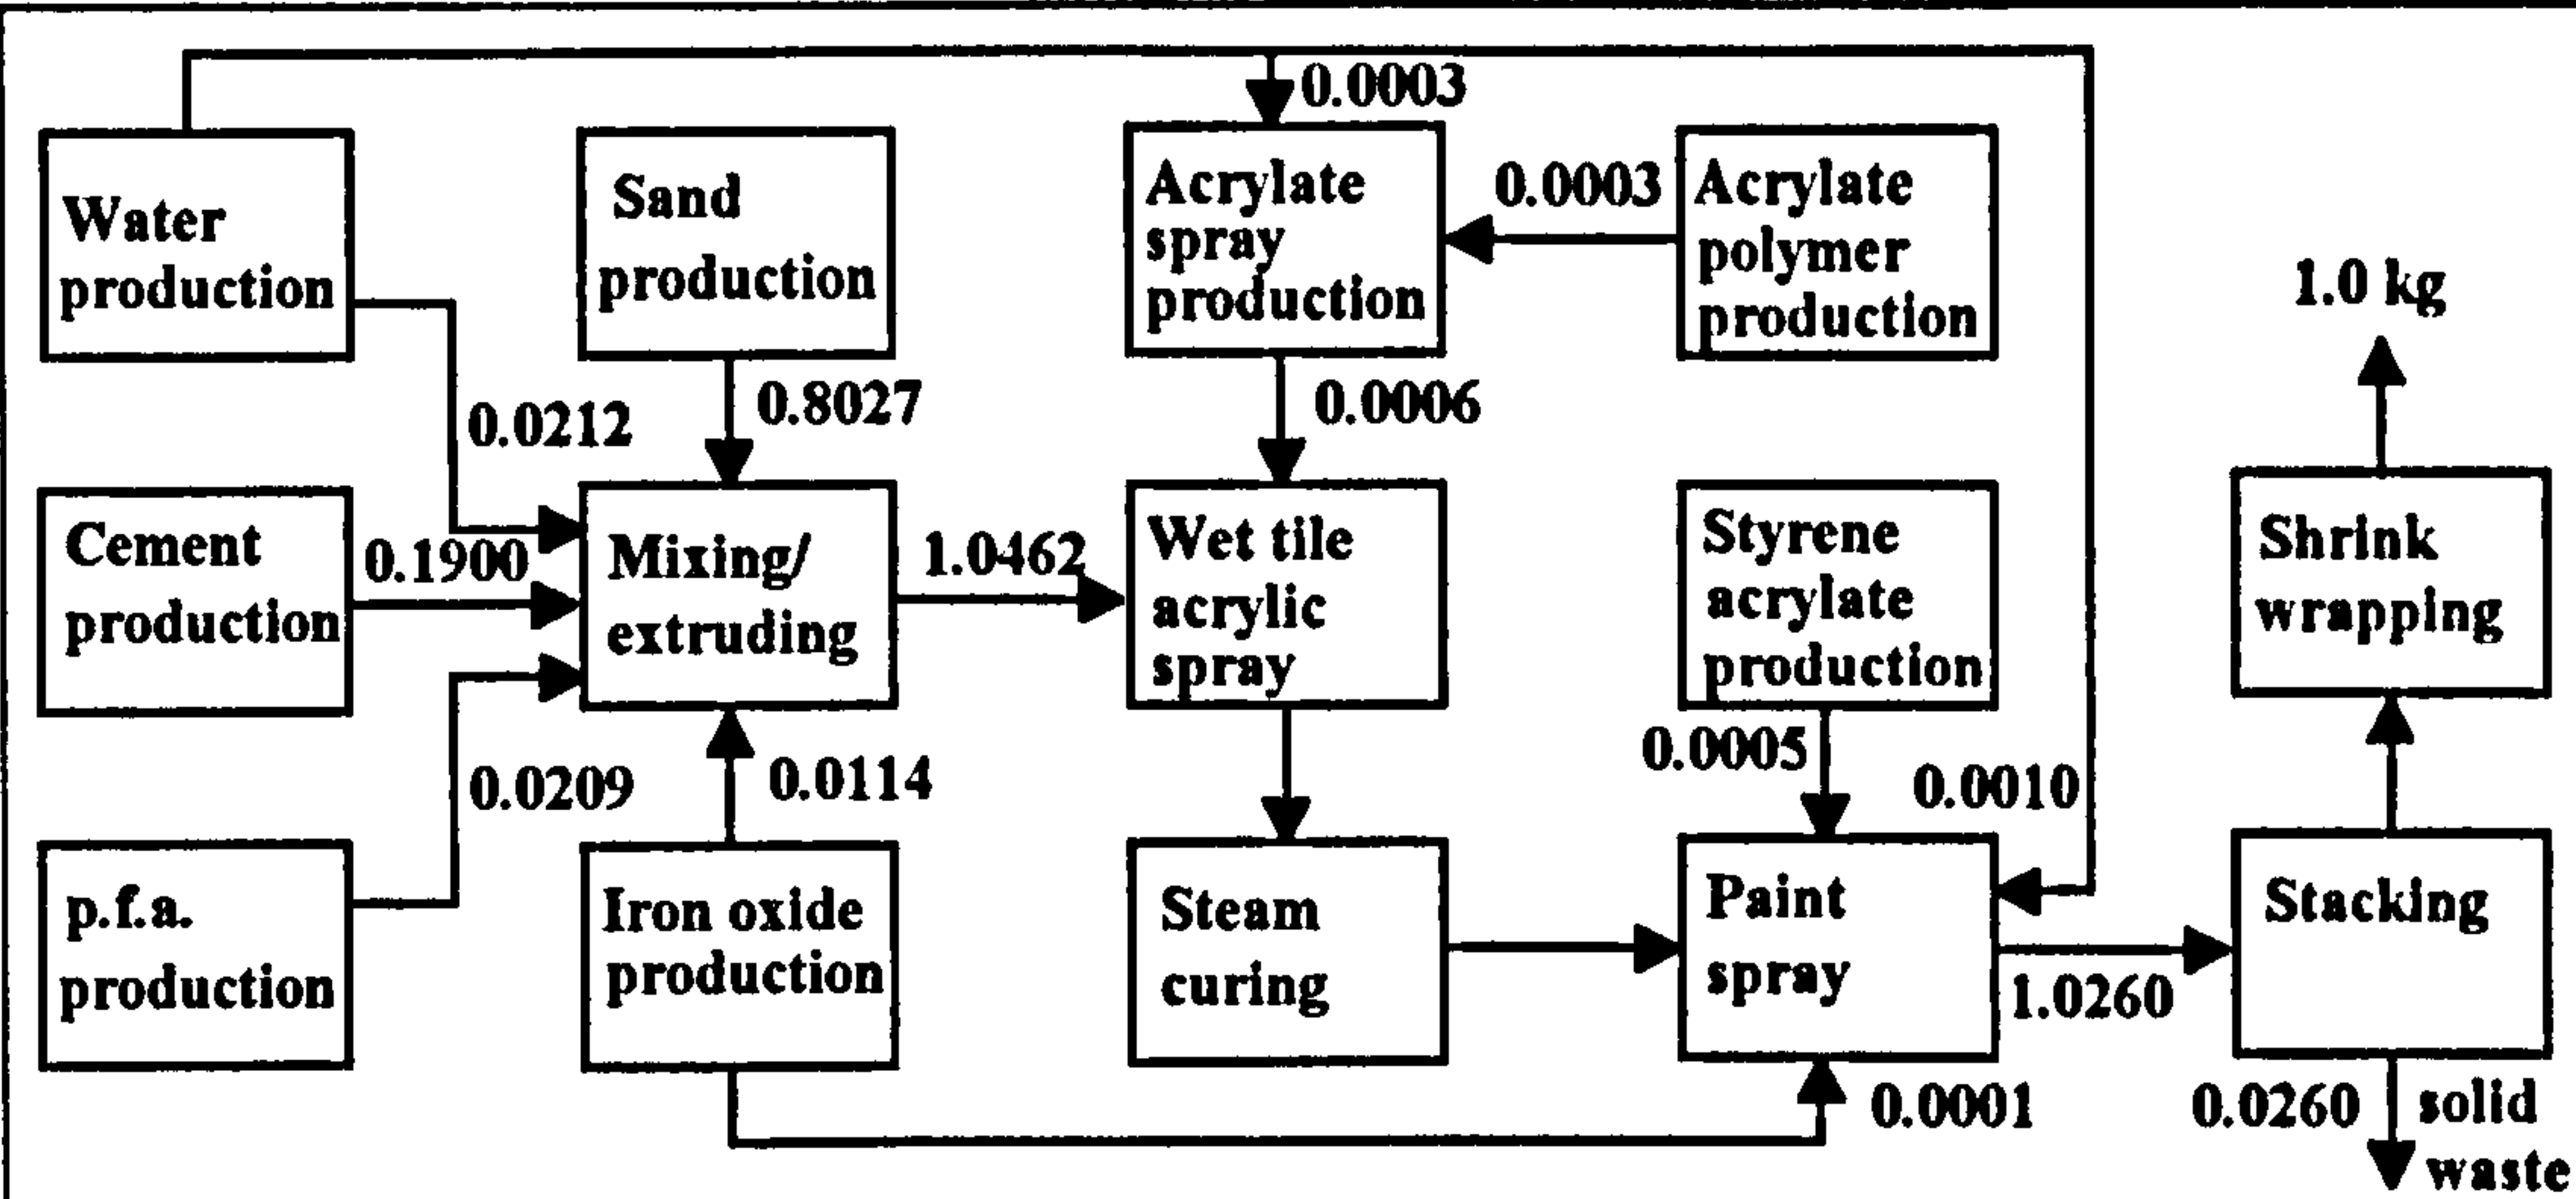 0.0003
Water
production
Sand
production
Acrylate
spray
production
0.0003
Acrylate
polymer
production
1.0 kg
0.0212
0.8027
0.0006
Cement
production
0.1900
Mixing/
extruding
1.0462
Wet tile
acrylic
spray
Styrene
acrylate
production
Shrink
wrapping
0.0209
0.0114
0.0005
0.0010
p.f.a.
production
Iron oxide
production
Steam
curing
Paint
spray
1.0260
Stacking
0.0001
0.0260
solid
waste